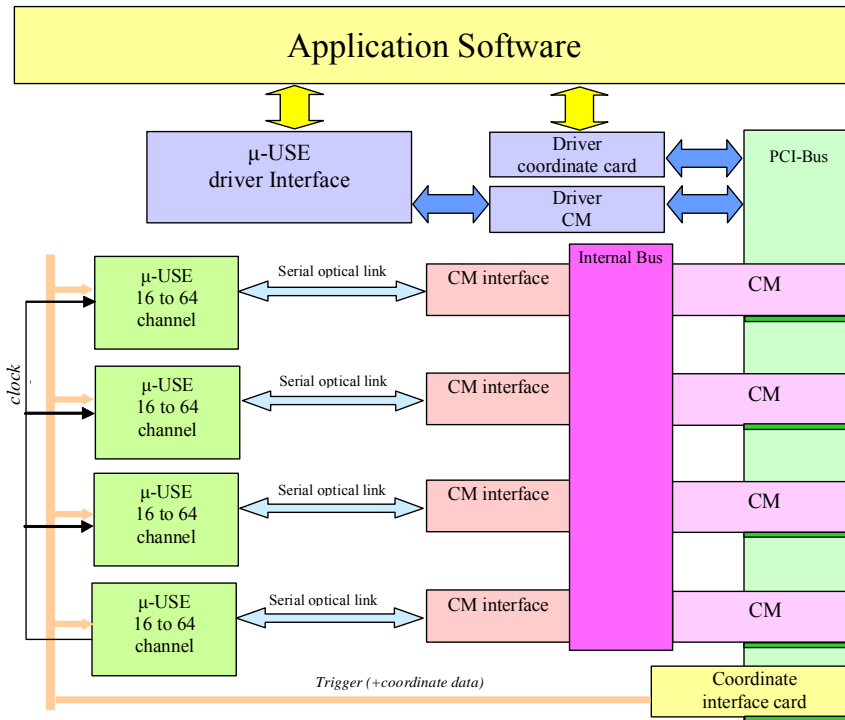 Application Software
µ-USE
driver Interface
Driver
coordinate card
PCI-Bus
Driver
CM
Internal Bus
µ-USE
16 to 64
channel
Serial optical link
CM interface
CM
clock
µ-USE
16 to 64
channel
Serial optical link
CM interface
CM
µ-USE
16 to 64
channel
Serial optical link
CM interface
CM
µ-USE
16 to 64
channel
Serial optical link
CM interface
CM
Trigger (+coordinate data)
Coordinate
interface card